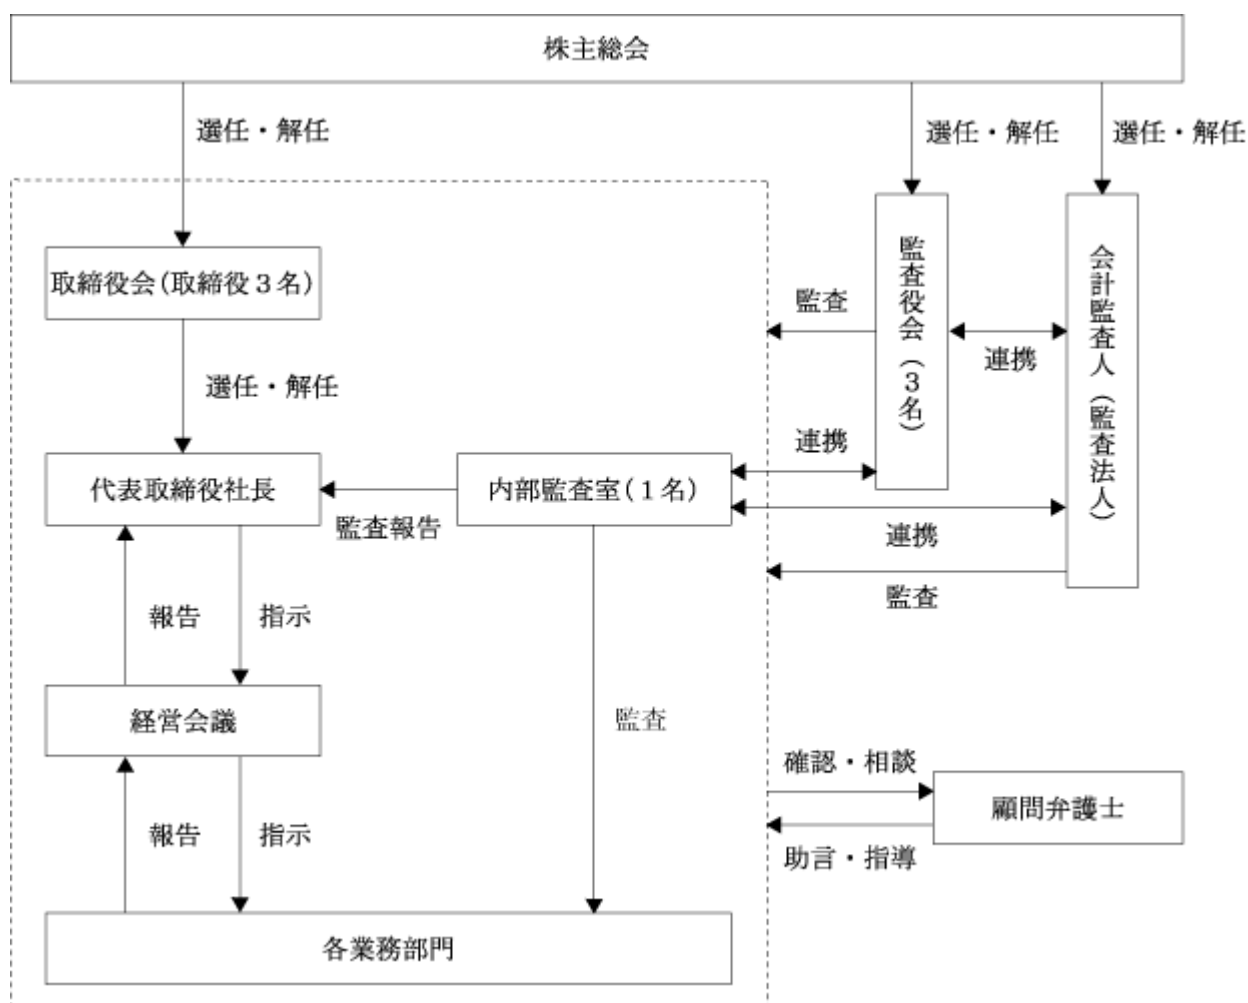 株主総会
選任・解任
選任・解任
選任・解任
取締役会(取締役3名)
監査役会(3名)
会計監査人(監査法人)
監査
連携
選任・解任
連携
代表取締役社長
内部監査室(1名)
監査報告
連携
監査
報告
指示
経営会議
監査
確認・相談
顧問弁護士
報告
指示
助言・指導
各業務部門